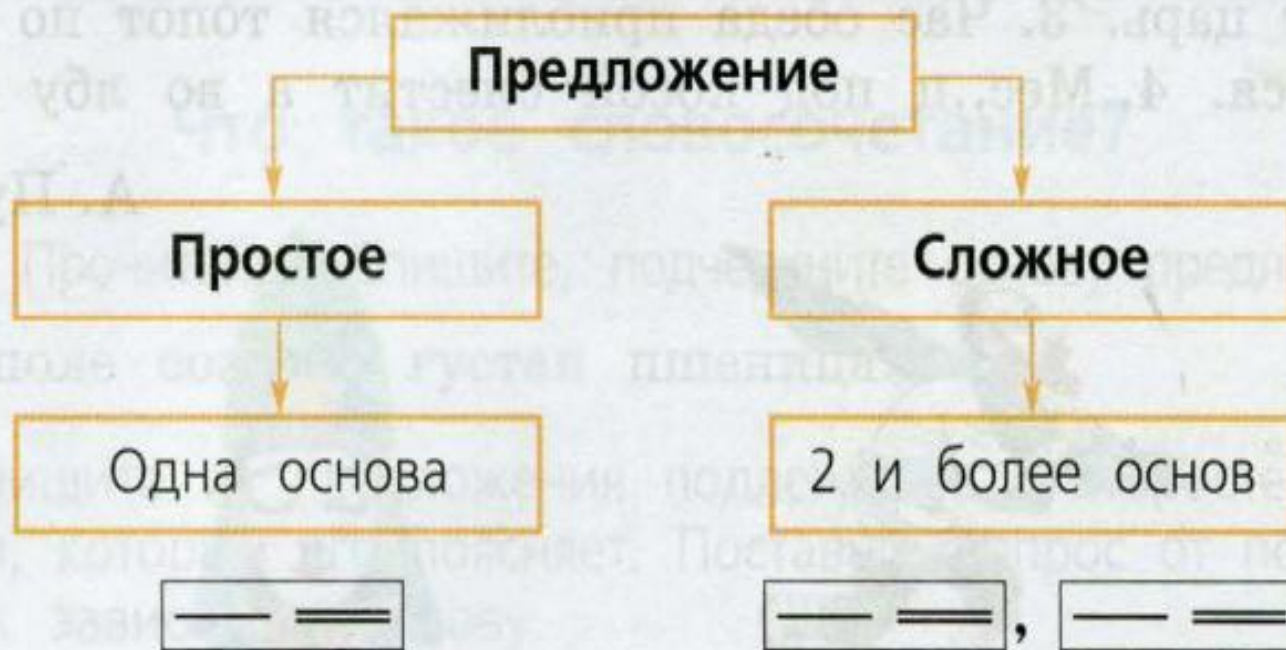 Предложение
Простое Сложное
Одна основа 2 и более основ
,